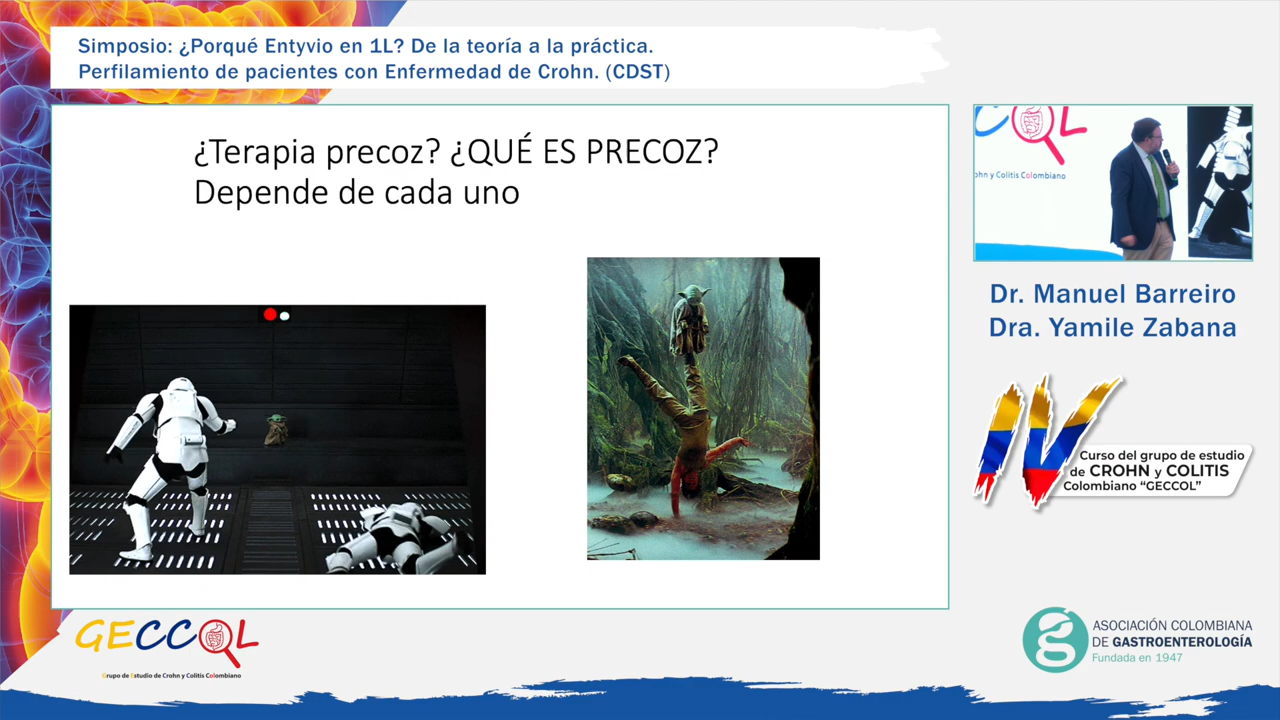 Simposio: ¿Porqué Entyvio en 1L? De la teoría a la práctica.
Perfilamiento de pacientes con Enfermedad de Crohn. (CDST)
¿Terapia precoz? ¿QUÉ ES PRECOZ?
Depende de cada uno
ohn y Colitis Colombiano
Dr. Manuel Barreiro
Dra. Yamile Zabana
IV
Curso del grupo de estudio
de CROHN y COLITIS
Colombiano “GECCOL”
GECCOL
Grupo de Estudio de Crohn y Colitis Colombiano
ASOCIACIÓN COLOMBIANA
DE GASTROENTEROLOGÍA
Fundada en 1947